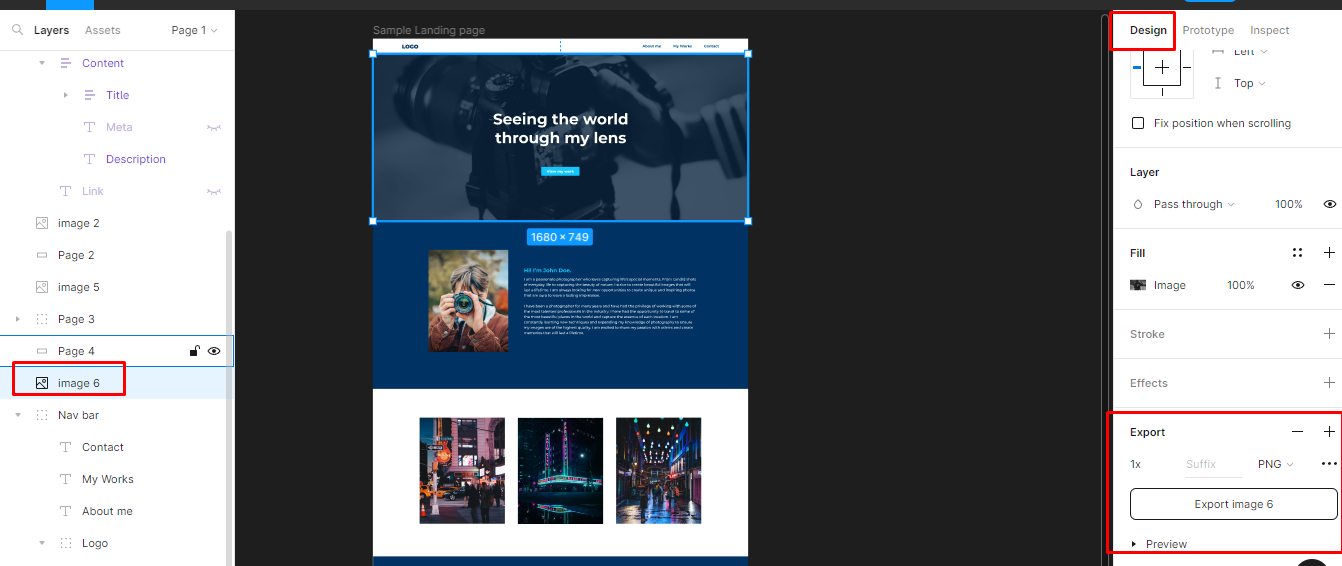 Layers
Assets
Page 1
Content
Title
Meta
Description
Link
image 2
Page 2
image 5
Page 3
Page 4
image 6
Nav bar
Contact
My Works
About me
Logo
Sample Landing page
LOGO
About me
My Works
Contact
Seeing the world
through my lens
View my work
1680 × 749
Hi! I'm John Doe.
Design
Prototype
Inspect
Left
Top
Fix position when scrolling
Layer
Pass through
100%
Fill
Image
100%
Stroke
Effects
Export
1x
Suffix
PNG
Export image 6
Preview